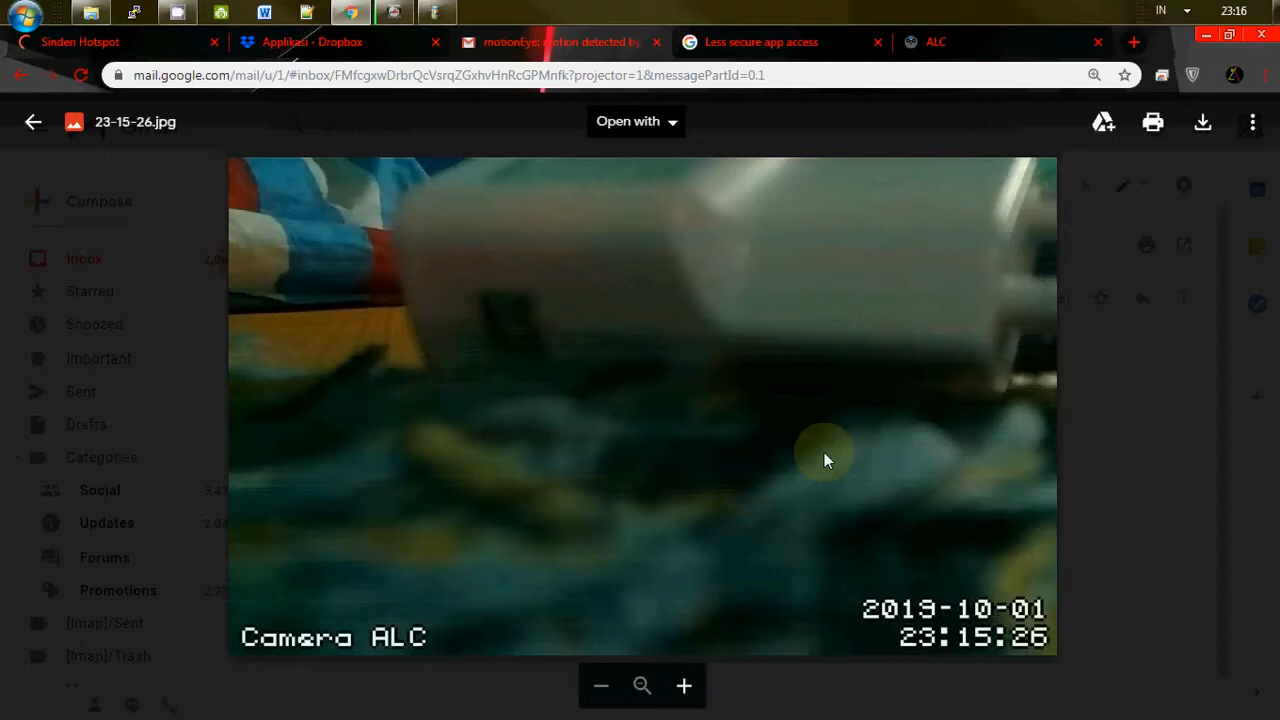 IN 23:16
Sinden Hotspot Applikasi - Dropbox motionEye: motion detected by Less secure app access ALC
mail.google.com/mail/u/1/#inbox/FMfcgxwDrbrQcVsrqZGxhvHnRcGPMnfk?projector=1&messagePartId=0.1
23-15-26.jpg Open with
Compose
Inbox
Starred
Snoozed
Important
Sent
Drafts
Categories
Social
Updates
Forums
Promotions
[Imap]/Sent
[Imap]/Trash
2019-10-01
Camera ALC 23:15:26